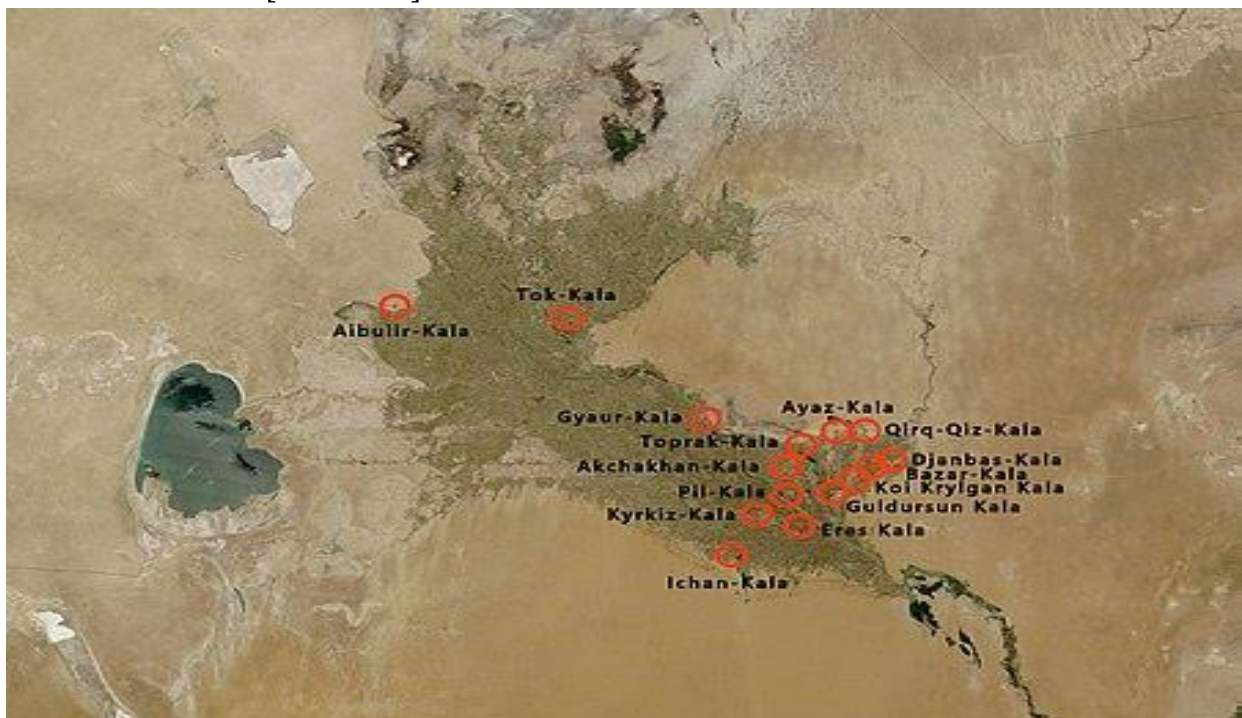 Tok-Kala
Aibuiir-Kala
Ayaz-Kala
Gyaur-Kala
Qirq-Qiz-Kala
Toprak-Kala
Djanbas-Kala
Akchakhan-Kala
Bazar-Kala
Koi Krylgan Kala
Pil-Kala
Guldursun Kala
Kyrkiz-Kala
Eres Kala
Ichan-Kala